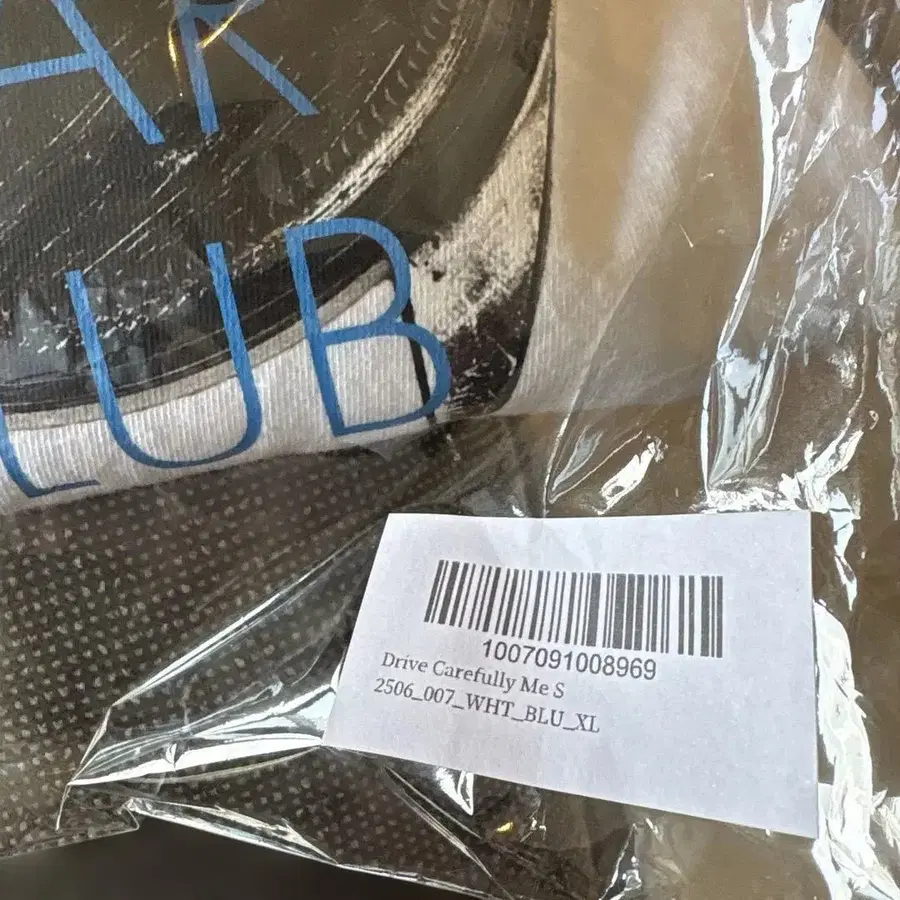 AR
LUB
1007091008969
Drive Carefully Me S
2506_007_WHT_BLU_XL